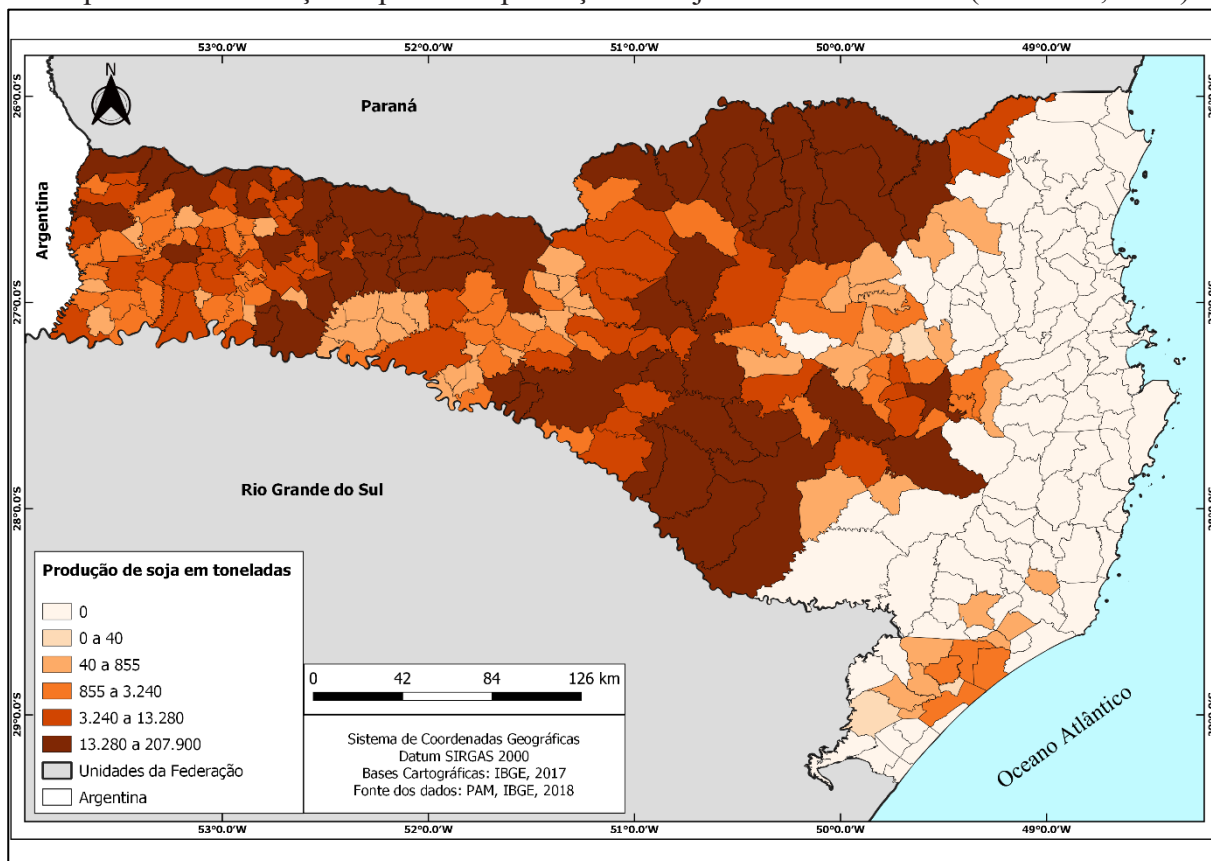 53°0.0'W 52°0.0'W 51°0.0'W 50°0.0'W 49°0.0'W
N
26°0.0'S
Paraná
Argentina
27°0.0'S
Rio Grande do Sul
28°0.0'S
29°0.0'S
Oceano Atlântico
Produção de soja em toneladas
0
0 a 40
40 a 855
855 a 3.240
3.240 a 13.280
13.280 a 207.900
Unidades da Federação
Argentina
0 42 84 126 km
Sistema de Coordenadas Geográficas
Datum SIRGAS 2000
Bases Cartográficas: IBGE, 2017
Fonte dos dados: PAM, IBGE, 2018
53°0.0'W 52°0.0'W 51°0.0'W 50°0.0'W 49°0.0'W